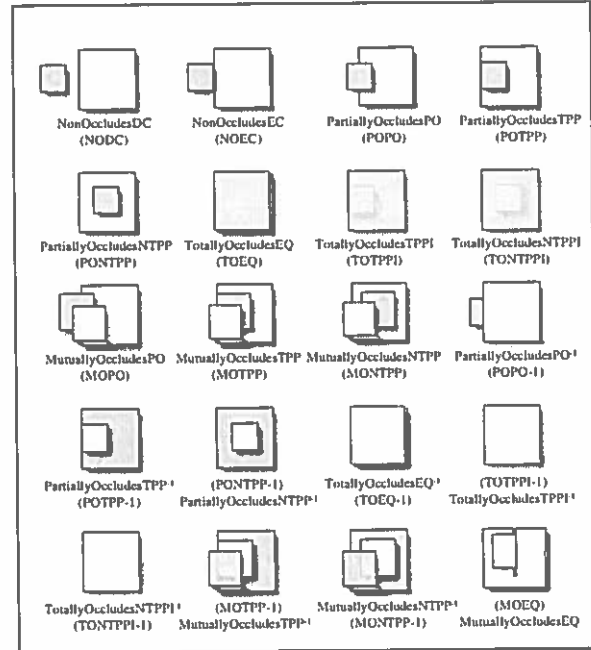 NonOccludesDC
(NODC)
NonOccludesEC
(NOEC)
PartiallyOccludesPO
(POPO)
PartiallyOccludesTPP
(POTPP)
PartiallyOccludesNTPP
(PONTPP)
TotallyOccludesEQ
(TOEQ)
TotallyOccludesTPPI
(TOTPPI)
TotallyOccludesNTPPI
(TONTPPI)
MutuallyOccludesPO
(MOPO)
MutuallyOccludesTPP
(MOTPP)
MutuallyOccludesNTPP
(MONTPP)
PartiallyOccludesPO-¹
(POPO-1)
PartiallyOccludesTPP-¹
(POTPP-1)
(PONTPP-1)
PartiallyOccludesNTPP-¹
TotallyOccludesEQ-¹
(TOEQ-1)
(TOTPPI-1)
TotallyOccludesTPPI-¹
TotallyOccludesNTPPI-¹
(TONTPPI-1)
(MOTPP-1)
MutuallyOccludesTPP-¹
MutuallyOccludesNTPP-¹
(MONTPP-1)
(MOEQ)
MutuallyOccludesEQ